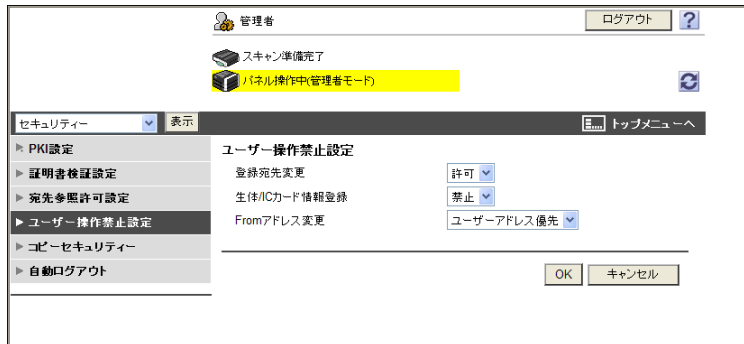 管理者
ログアウト ?
スキャン準備完了
パネル操作中(管理者モード)
セキュリティー 表示
トップメニューへ
PKI設定
証明書検証設定
宛先参照許可設定
ユーザー操作禁止設定
コピーセキュリティー
自動ログアウト
ユーザー操作禁止設定
登録宛先変更 許可
生体/ICカード情報登録 禁止
Fromアドレス変更 ユーザーアドレス優先
OK キャンセル